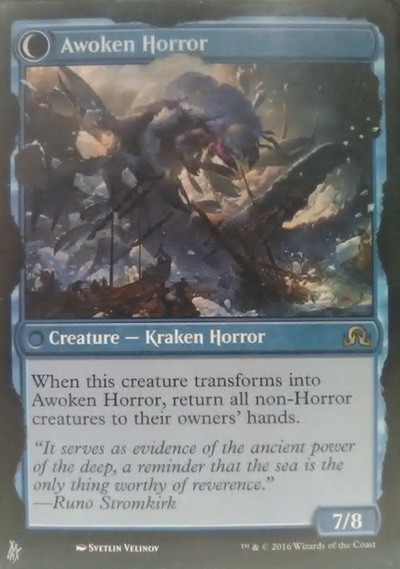 Awoken Horror
Creature — Kraken Horror
When this creature transforms into
Awoken Horror, return all non-Horror
creatures to their owners' hands.
"It serves as evidence of the ancient power
of the deep, a reminder that the sea is the
only thing worthy of reverence."
—Runo Stromkirk
7/8
Svetlin Velinov
™ & © 2016 Wizards of the Coast